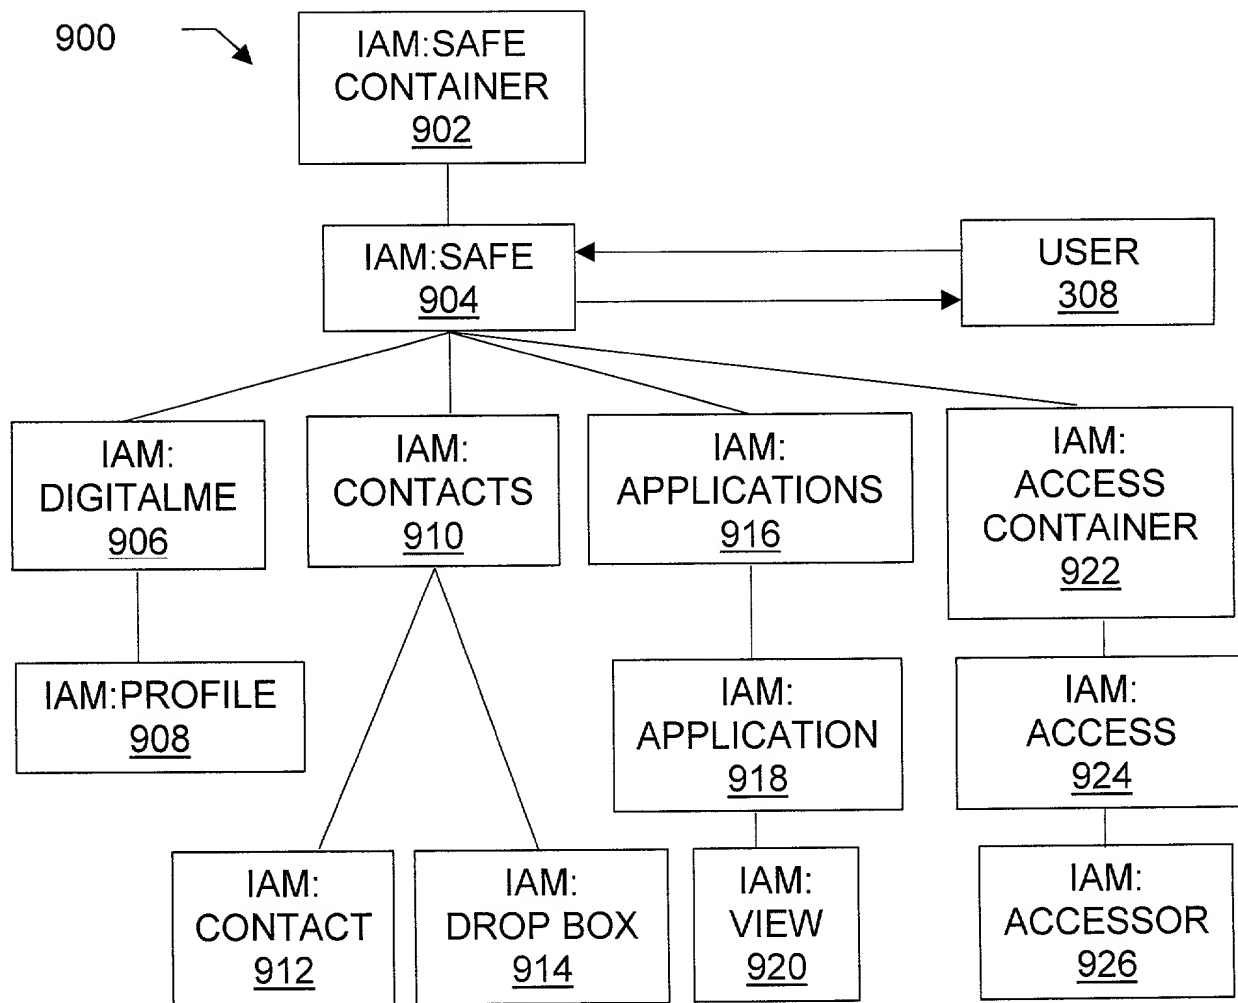 900
IAM:SAFE
CONTAINER
902
IAM:SAFE
904
USER
308
IAM:
DIGITALME
906
IAM:
CONTACTS
910
IAM:
APPLICATIONS
916
IAM:
ACCESS
CONTAINER
922
IAM:PROFILE
908
IAM:
APPLICATION
918
IAM:
ACCESS
924
IAM:
CONTACT
912
IAM:
DROP BOX
914
IAM:
VIEW
920
IAM:
ACCESSOR
926